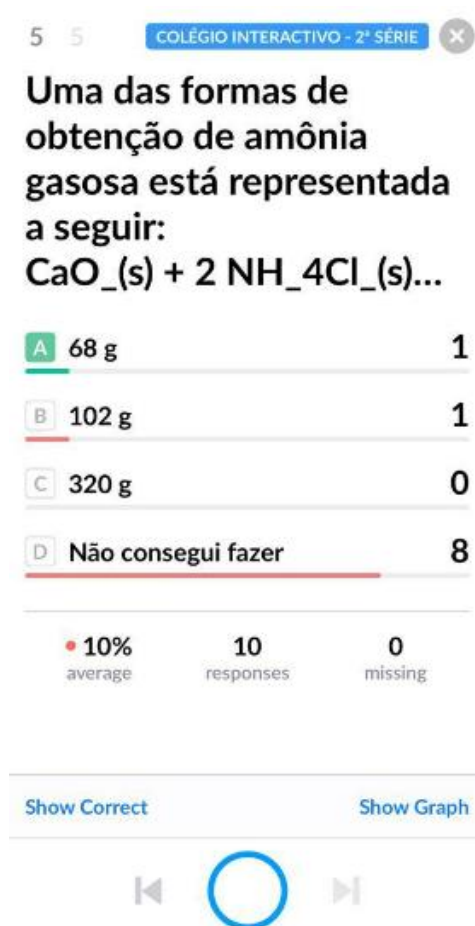 5 5 COLÉGIO INTERACTIVO - 2ª SÉRIE
Uma das formas de
obtenção de amônia
gasosa está representada
a seguir:
CaO_(s) + 2 NH_4Cl_(s)...
A 68 g 1
B 102 g 1
C 320 g 0
D Não consegui fazer 8
10% 10 0
average responses missing
Show Correct Show Graph